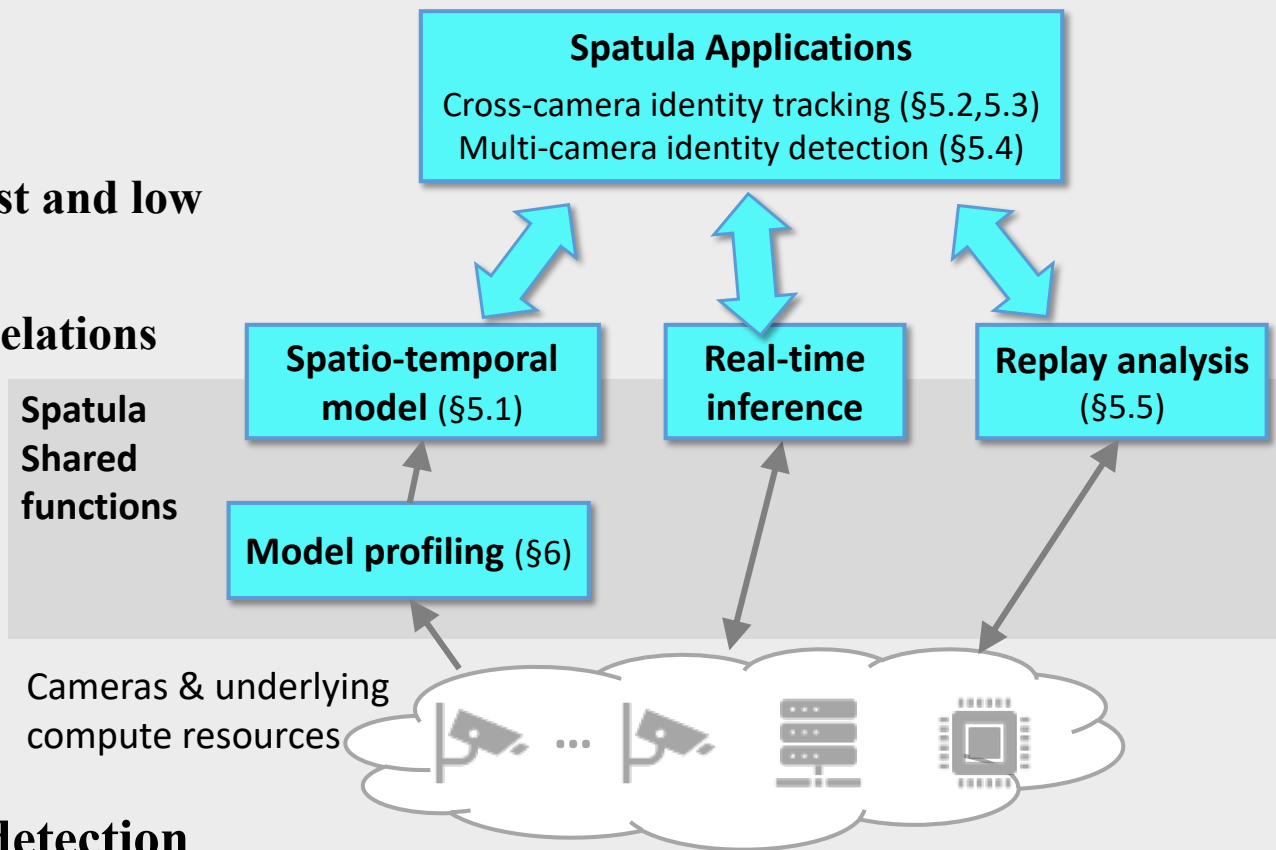 Spatula Applications
Cross-camera identity tracking (§5.2,5.3)
Multi-camera identity detection (§5.4)
st and low
elations
Spatio-temporal
model (§5.1)
Real-time
inference
Replay analysis
(§5.5)
Spatula
Shared
functions
Model profiling (§6)
Cameras & underlying
compute resources
...
detection